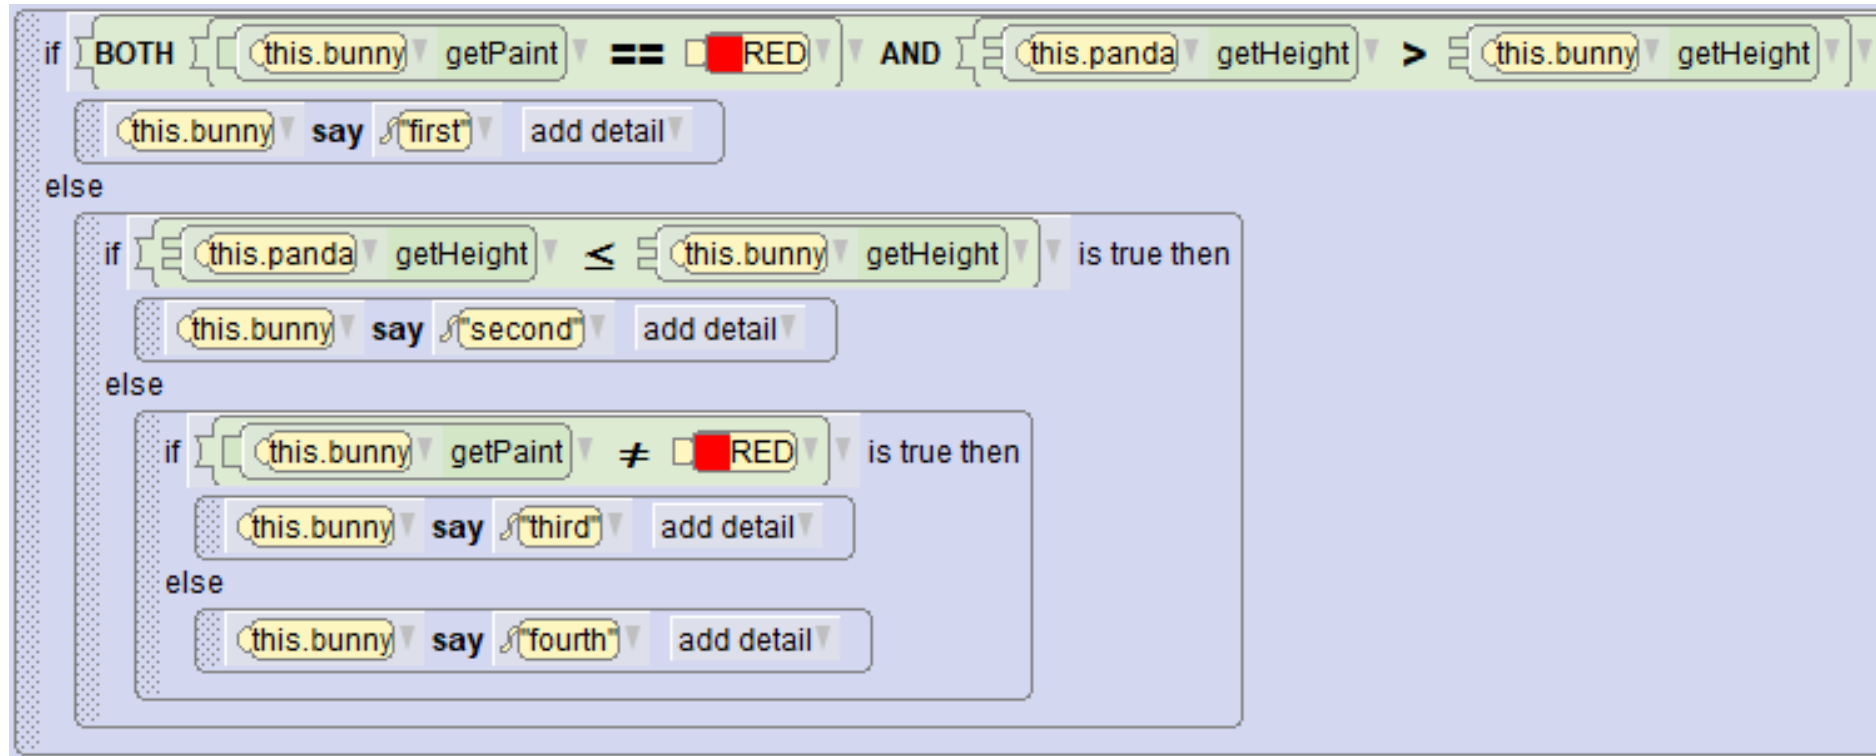 if BOTH this.bunny getPaint == RED AND this.panda getHeight > this.bunny getHeight
this.bunny say "first" add detail
else
if this.panda getHeight ≤ this.bunny getHeight is true then
this.bunny say "second" add detail
else
if this.bunny getPaint ≠ RED is true then
this.bunny say "third" add detail
else
this.bunny say "fourth" add detail